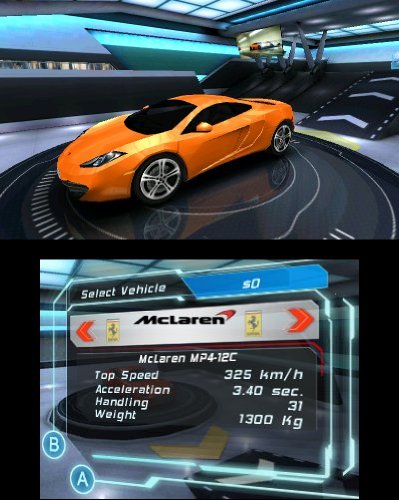 Select Vehicle $0
McLaren
McLaren MP4-12C
Top Speed 325 km/h
Acceleration 3.40 sec.
Handling 31
Weight 1300 Kg
B
A